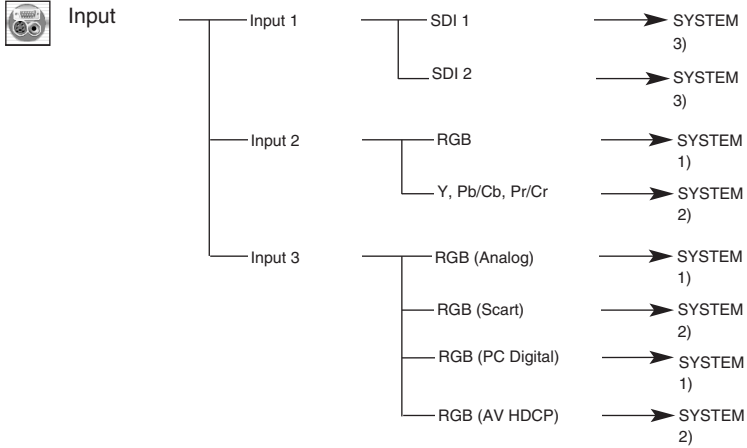 Input
Input 1
SDI 1
SYSTEM
3)
SDI 2
SYSTEM
3)
Input 2
RGB
SYSTEM
1)
Y, Pb/Cb, Pr/Cr
SYSTEM
2)
Input 3
RGB (Analog)
SYSTEM
1)
RGB (Scart)
SYSTEM
2)
RGB (PC Digital)
SYSTEM
1)
RGB (AV HDCP)
SYSTEM
2)